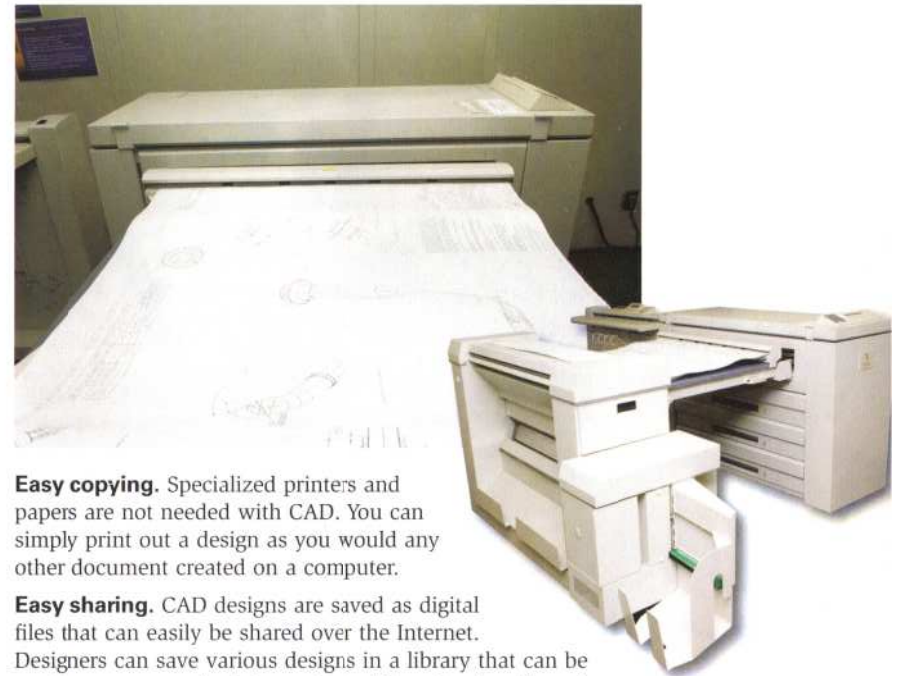 Easy copying. Specialized printers and
papers are not needed with CAD. You can
simply print out a design as you would any
other document created on a computer.
Easy sharing. CAD designs are saved as digital
files that can easily be shared over the Internet.
Designers can save various designs in a library that can be